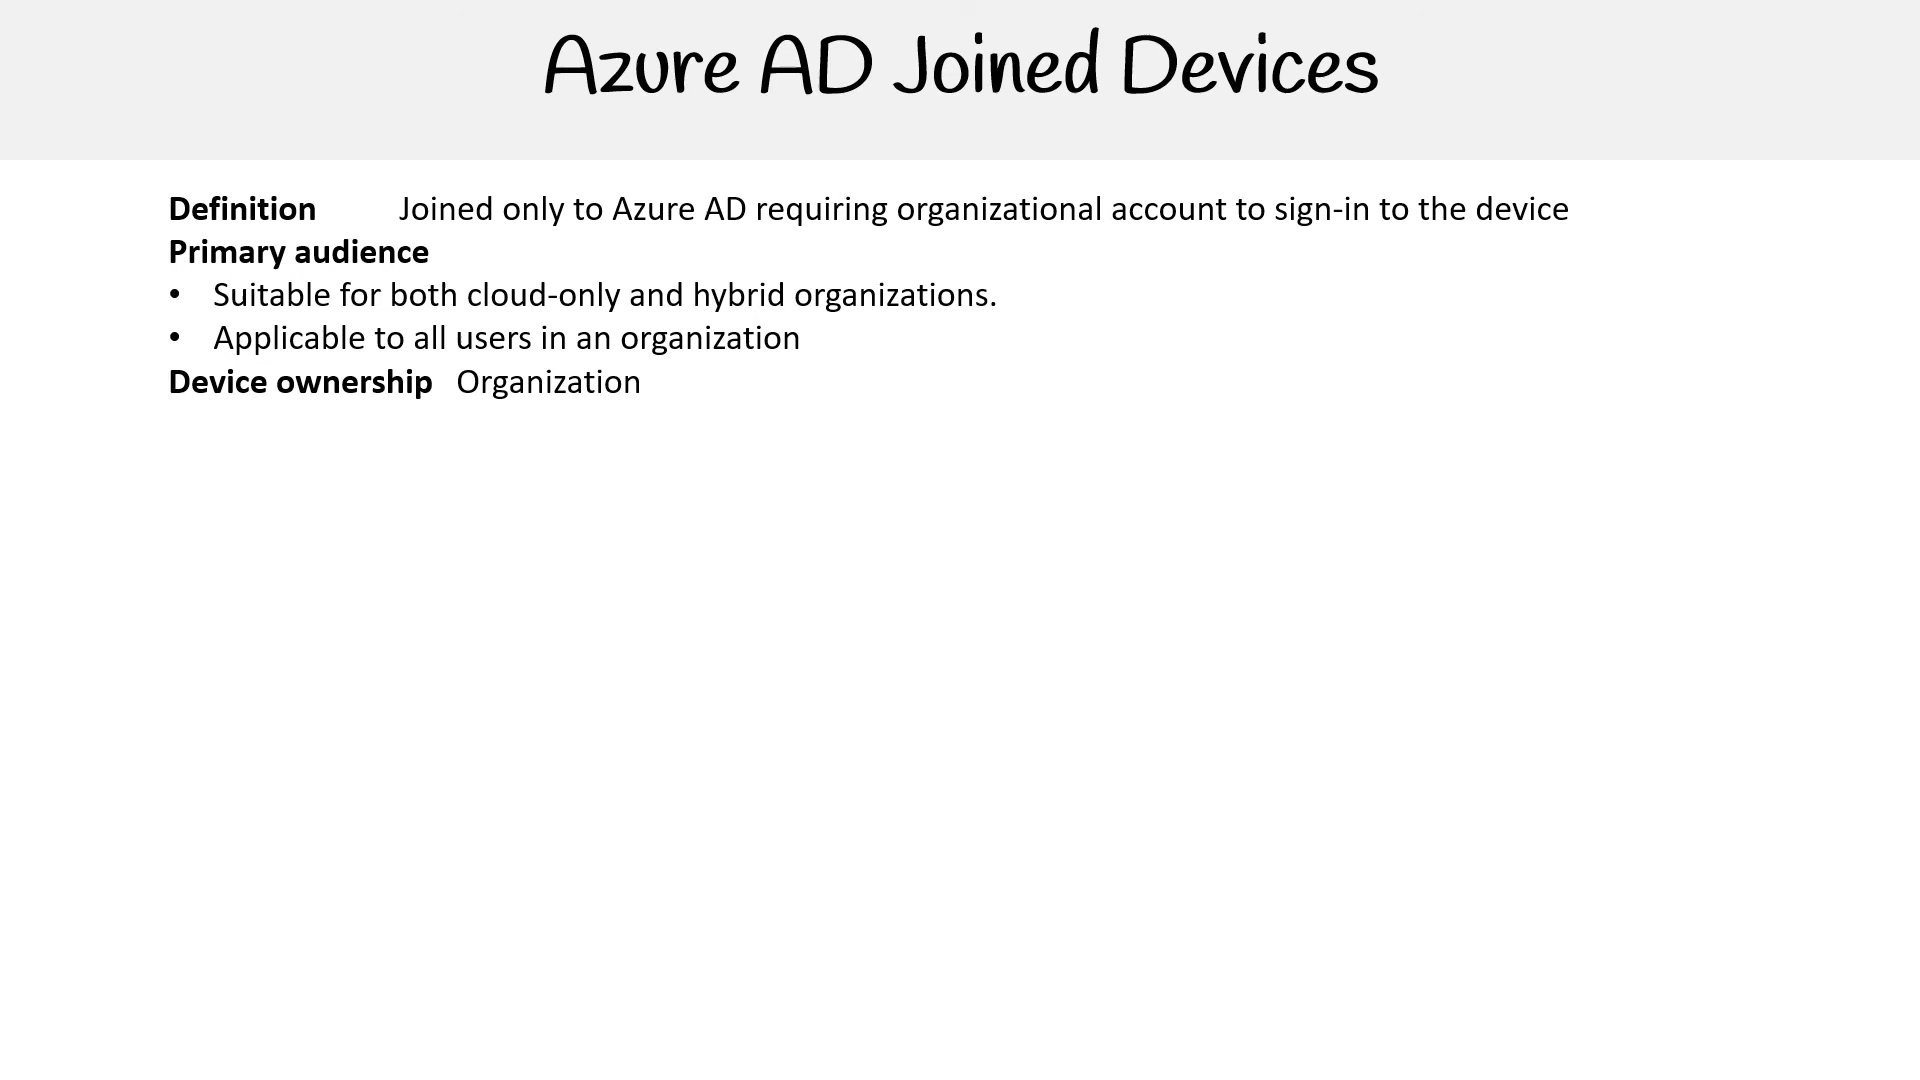 Azure AD Joined Devices
Definition Joined only to Azure AD requiring organizational account to sign-in to the device
Primary audience
• Suitable for both cloud-only and hybrid organizations.
• Applicable to all users in an organization
Device ownership Organization